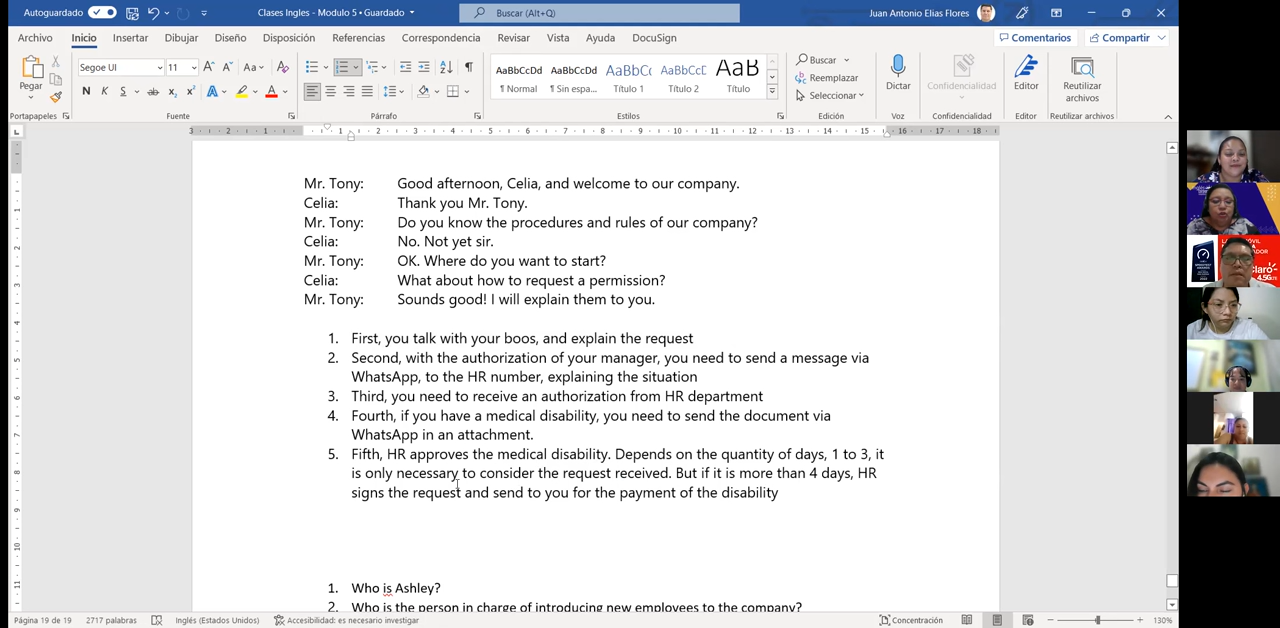 Autoguardado
Clases Ingles - Modulo 5 • Guardado
Buscar (Alt+Q)
Juan Antonio Elias Flores
Archivo Inicio Insertar Dibujar Diseño Disposición Referencias Correspondencia Revisar Vista Ayuda DocuSign
Comentarios Compartir
Pegar
Segoe UI 11
AaBbCcDd AaBbCcDd AaBbCc AaBbCcC AaB
¶ Normal ¶ Sin espa... Título 1 Título 2 Título
Buscar
Reemplazar
Seleccionar
Dictar
Confidencialidad
Editor
Reutilizar archivos
Portapapeles Fuente Párrafo Estilos Edición Voz Confidencialidad Editor Reutilizar archivos
Mr. Tony: Good afternoon, Celia, and welcome to our company.
Celia: Thank you Mr. Tony.
Mr. Tony: Do you know the procedures and rules of our company?
Celia: No. Not yet sir.
Mr. Tony: OK. Where do you want to start?
Celia: What about how to request a permission?
Mr. Tony: Sounds good! I will explain them to you.
1. First, you talk with your boos, and explain the request
2. Second, with the authorization of your manager, you need to send a message via
WhatsApp, to the HR number, explaining the situation
3. Third, you need to receive an authorization from HR department
4. Fourth, if you have a medical disability, you need to send the document via
WhatsApp in an attachment.
5. Fifth, HR approves the medical disability. Depends on the quantity of days, 1 to 3, it
is only necessary to consider the request received. But if it is more than 4 days, HR
signs the request and send to you for the payment of the disability
1. Who is Ashley?
2. Who is the person in charge of introducing new employees to the company?
Claro
4.5G
Página 19 de 19 2717 palabras Inglés (Estados Unidos) Accesibilidad: es necesario investigar
Concentración
130%